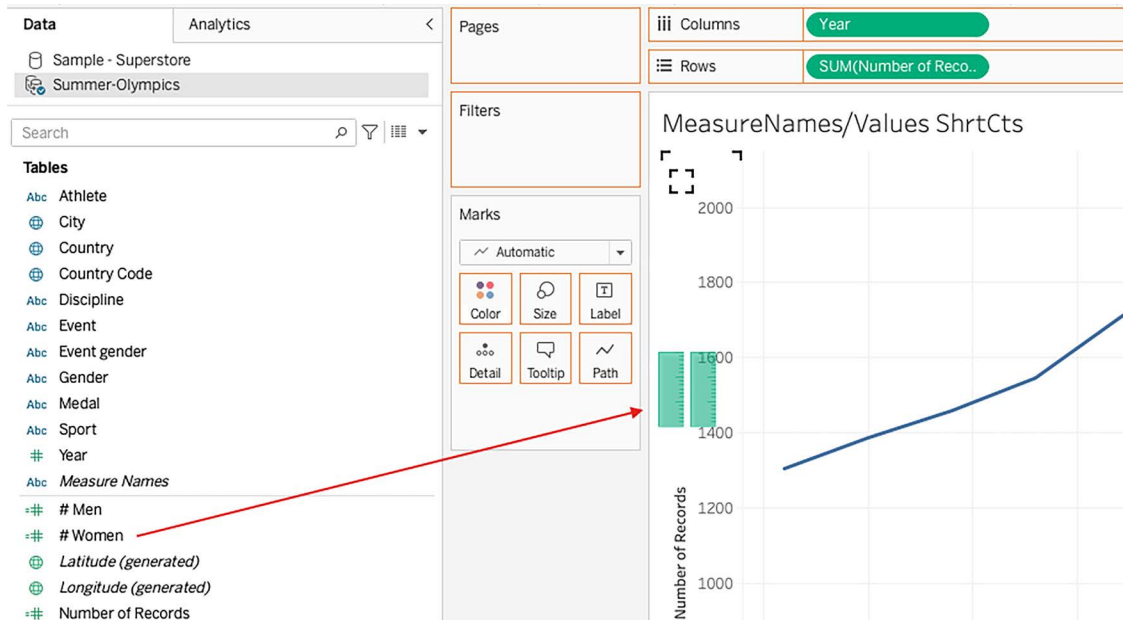 Data
Analytics
Sample - Superstore
Summer-Olympics
Search
Tables
Abc Athlete
City
Country
Country Code
Abc Discipline
Abc Event
Abc Event gender
Abc Gender
Abc Medal
Abc Sport
# Year
Abc Measure Names
=# # Men
=# # Women
Latitude (generated)
Longitude (generated)
=# Number of Records
Pages
Filters
Marks
Automatic
Color Size Label
Detail Tooltip Path
Columns Year
Rows SUM(Number of Reco..
MeasureNames/Values ShrtCts
2000
1800
1600
1400
1200
1000
Number of Records